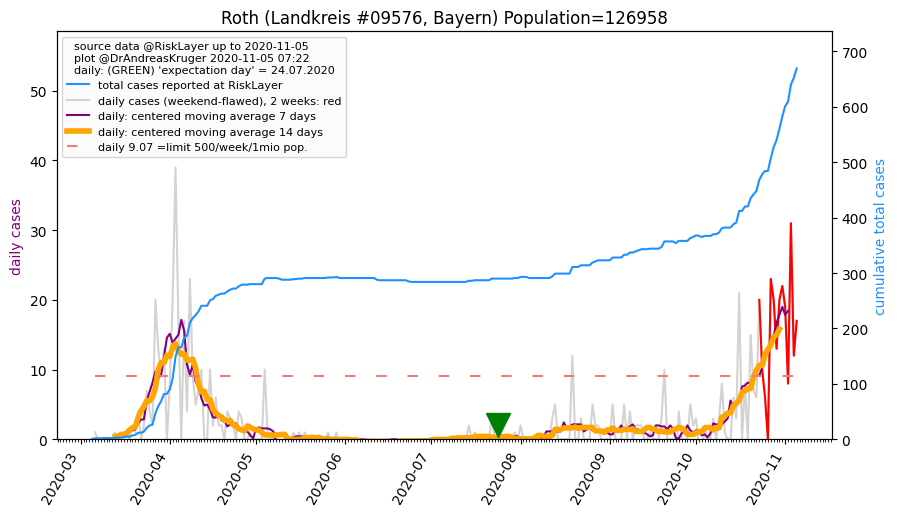 Roth (Landkreis #09576, Bayern) Population=126958
source data @RiskLayer up to 2020-11-05
plot @DrAndreasKruger 2020-11-05 07:22
daily: (GREEN) 'expectation day' = 24.07.2020
total cases reported at RiskLayer
daily cases (weekend-flawed), 2 weeks: red
daily: centered moving average 7 days
daily: centered moving average 14 days
daily 9.07 =limit 500/week/1mio pop.
daily cases
50
40
30
20
10
0
700
600
500
400
300
200
100
0
cumulative total cases
2020-03
2020-04
2020-05
2020-06
2020-07
2020-08
2020-09
2020-10
2020-11